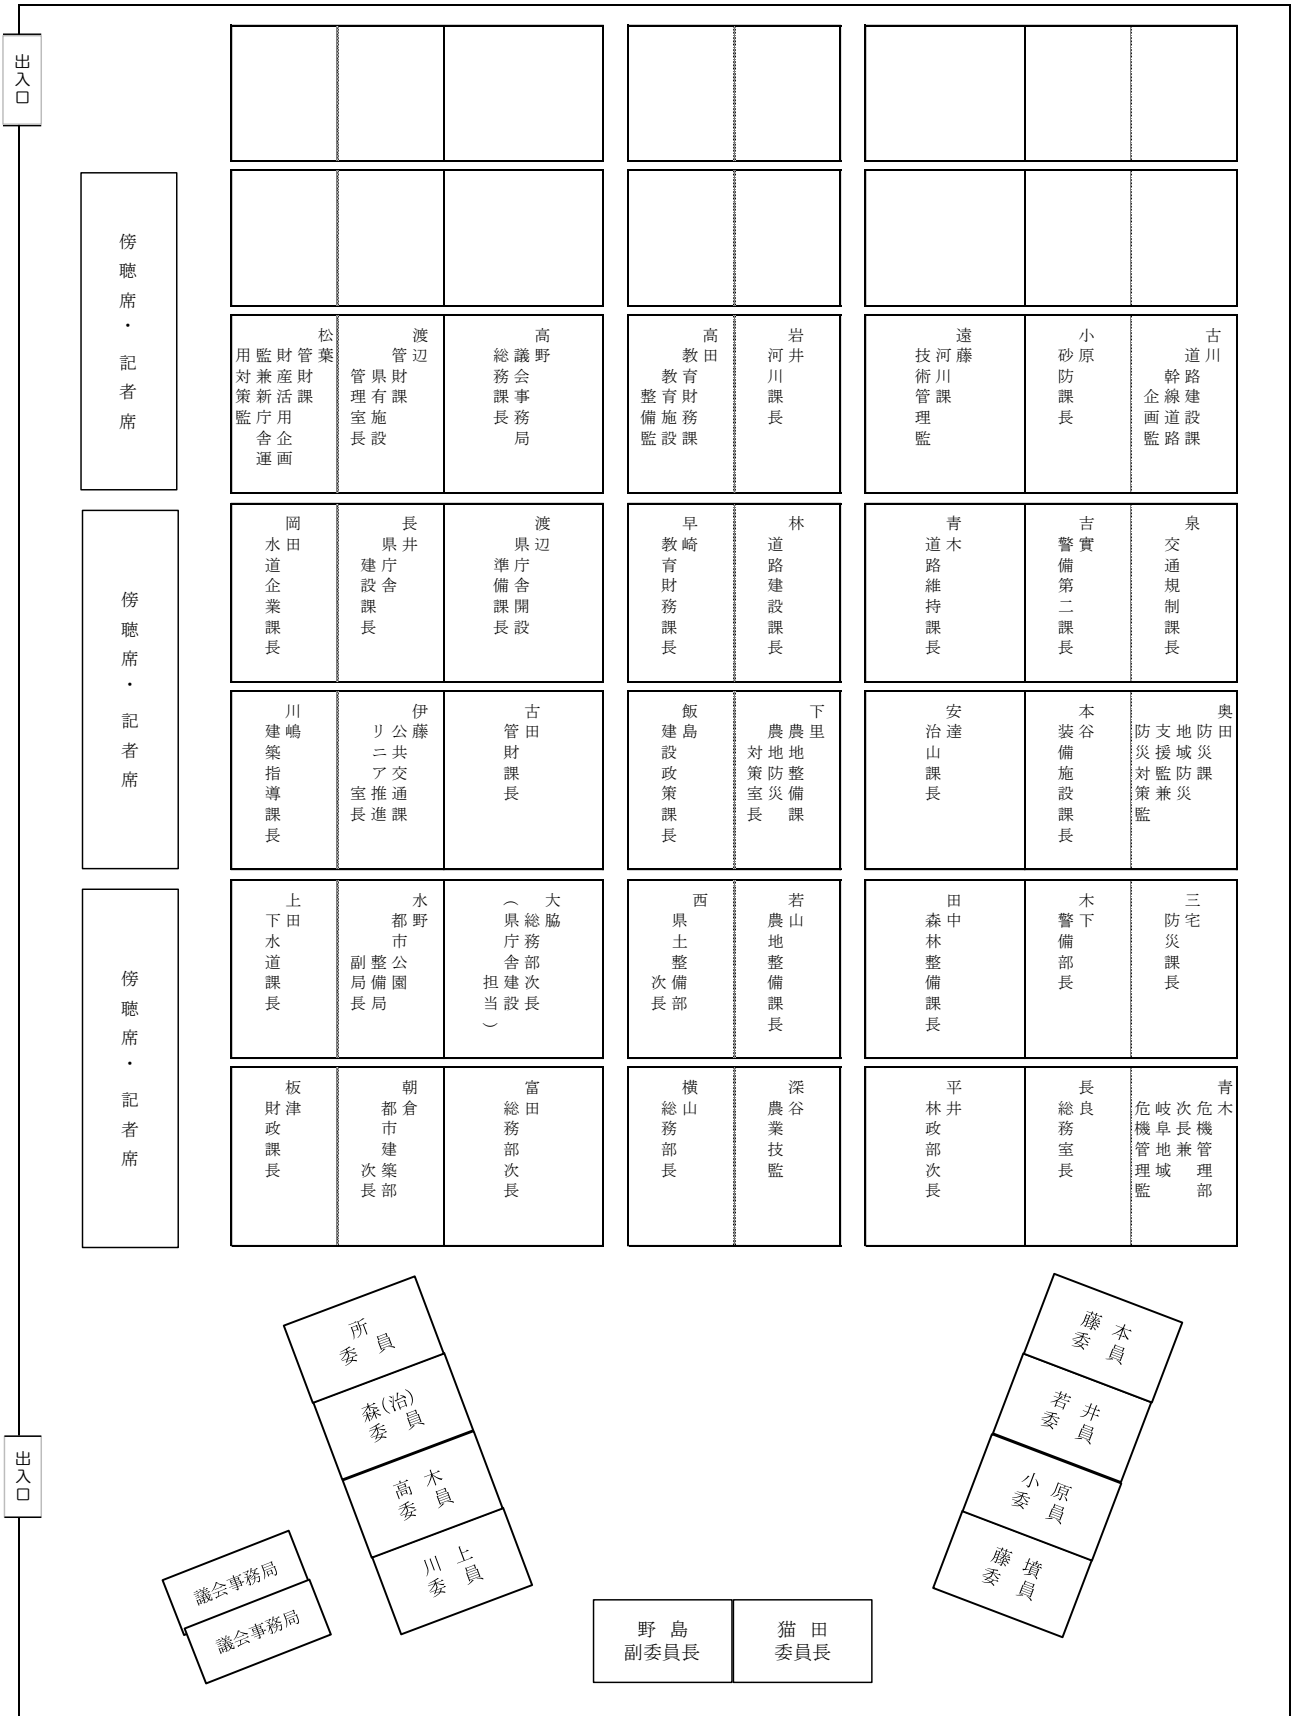 出入口
傍聴席・記者席
松葉
管財課
財産活用企画
監兼新庁舎運
用対策監
渡辺
管財課
県有施設
管理室長
高野
議会事務局
総務課長
高田
教育財務課
教育施設
整備監
岩井
河川課長
遠藤
河川課
技術管理監
小原
砂防課長
古川
道路建設課
幹線道路
企画監
傍聴席・記者席
岡田
水道企業課長
長井
県庁舎
建設課長
渡辺
県庁舎開設
準備課長
早崎
教育財務課長
林
道路建設課長
青木
道路維持課長
吉實
警備第二課長
泉
交通規制課長
川嶋
建築指導課長
伊藤
公共交通課
リニア推進
室長
古田
管財課長
飯島
建設政策課長
下里
農地整備課
農地防災
対策室長
安達
治山課長
本谷
装備施設課長
奥田
防災課
地域防災
支援監兼
防災対策監
傍聴席・記者席
上田
下水道課長
水野
都市公園
整備局
副局長
大脇
総務部次長
(県庁舎建設
担当)
西
県土整備部
次長
若山
農地整備課長
田中
森林整備課長
木下
警備部長
三宅
防災課長
板津
財政課長
朝倉
都市建築部
次長
富田
総務部次長
横山
総務部長
深谷
農業技監
平井
林政部次長
長良
総務室長
青木
危機管理部
次長兼
岐阜地域
危機管理監
所
委員
森(治)
委員
高木
委員
川上
委員
藤本
委員
若井
委員
小原
委員
藤墳
委員
出入口
議会事務局
議会事務局
野島
副委員長
猫田
委員長